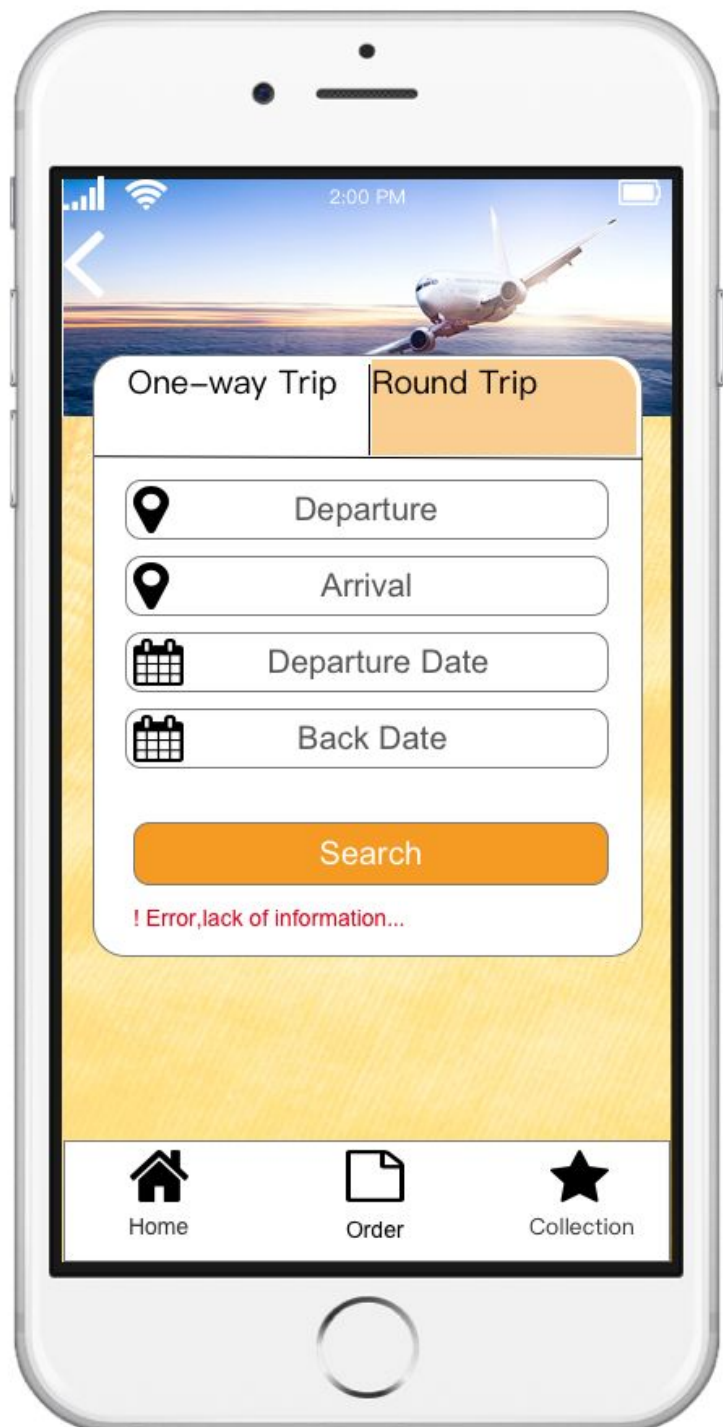 2:00 PM
One-way Trip Round Trip
Departure
Arrival
Departure Date
Back Date
Search
! Error,lack of information...
Home Order Collection